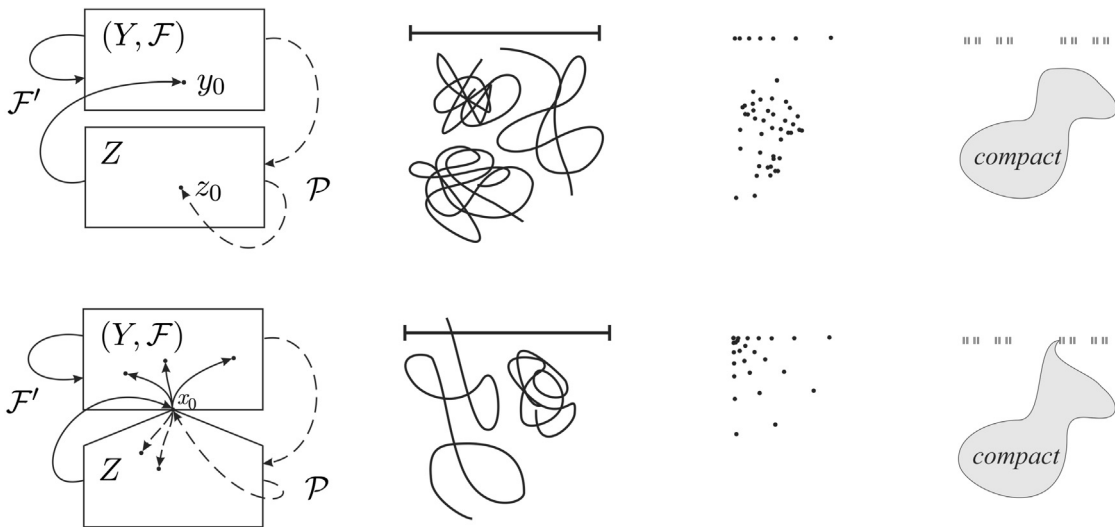 (Y, F)
F′
y₀
Z
z₀
P
compact
(Y, F)
F′
x₀
Z
P
compact